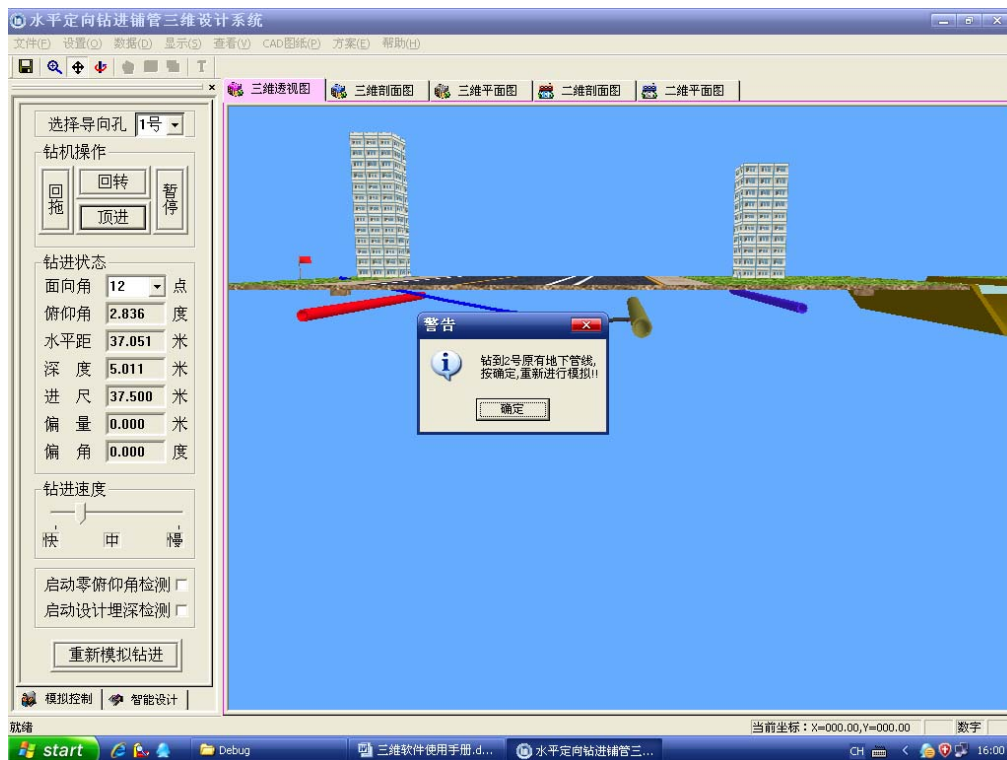 水平定向钻进铺管三维设计系统
文件(F) 设置(O) 数据(D) 显示(S) 查看(V) CAD图纸(P) 方案(E) 帮助(H)
T
三维透视图 三维剖面图 三维平面图 二维剖面图 二维平面图
选择导向孔 1号
钻机操作
回拖 回转 顶进 暂停
钻进状态
面向角 12 点
俯仰角 2.836 度
水平距 37.051 米
深 度 5.011 米
进 尺 37.500 米
偏 量 0.000 米
偏 角 0.000 度
钻进速度
快 中 慢
启动零俯仰角检测
启动设计埋深检测
重新模拟钻进
模拟控制 智能设计
警告
钻到2号原有地下管线,
按确定,重新进行模拟!!
确定
就绪 当前坐标：X=000.00,Y=000.00 数字
start Debug 三维软件使用手册.d... 水平定向钻进铺管三... CH 16:00